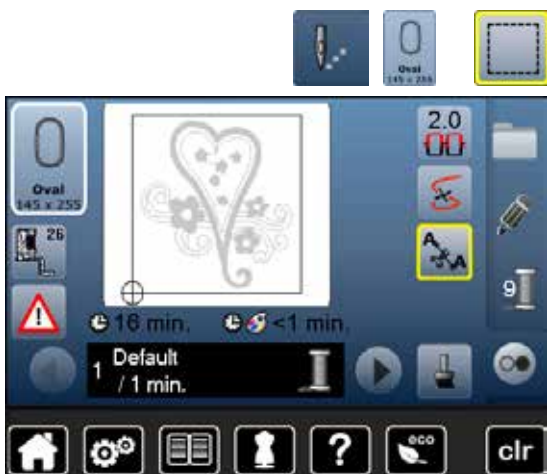 Oval
145 x 255
2.0
Oval
145 x 255
26
A
A
9
16 min.
<1 min.
1 Default
/ 1 min.
?
eco
clr